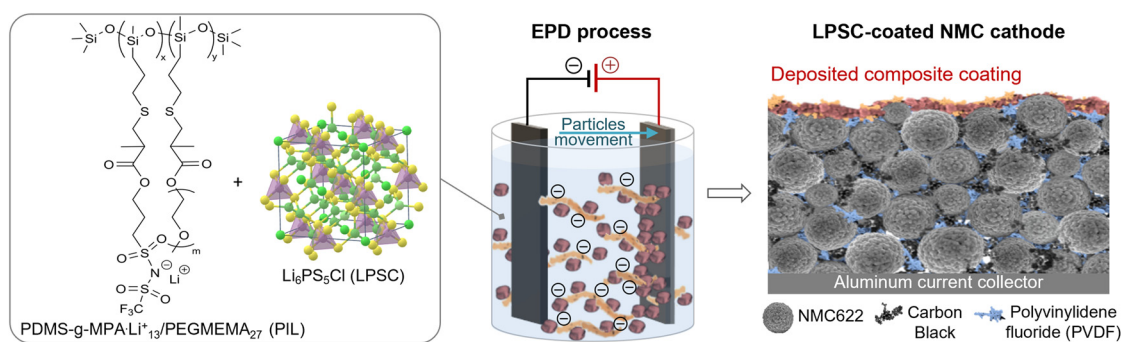 EPD process
LPSC-coated NMC cathode
Deposited composite coating
Si O Si O Si O Si
x y
S S
O O
O O
m
O
O S O
N⊖
Li⊕
O S O
F₃C
+
Li₆PS₅Cl (LPSC)
PDMS-g-MPA·Li⁺₁₃/PEGMEMA₂₇ (PIL)
⊖ ⊕
Particles
movement
⊖ ⊖ ⊖ ⊖ ⊖ ⊖ ⊖ ⊖ ⊖ ⊖
Aluminum current collector
NMC622
Carbon
Black
Polyvinylidene
fluoride (PVDF)